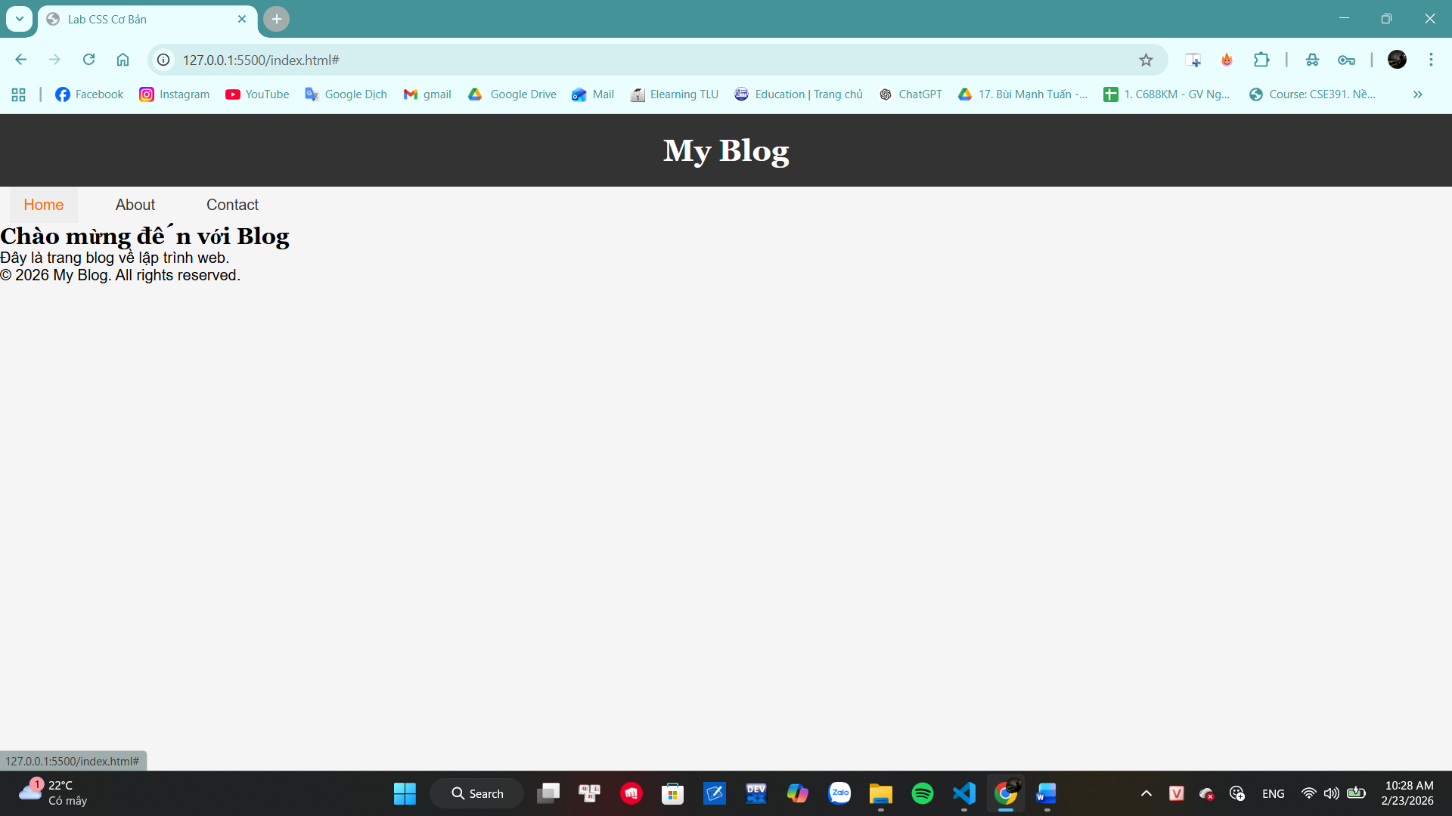 Lab CSS Cơ Bản
127.0.0.1:5500/index.html#
Facebook Instagram YouTube Google Dịch gmail Google Drive Mail Elearning TLU Education | Trang chủ ChatGPT 17. Bùi Mạnh Tuấn -... 1. C688KM - GV Ng... Course: CSE391. Nề...
My Blog
Home About Contact
Chào mừng đến với Blog
Đây là trang blog về lập trình web.
© 2026 My Blog. All rights reserved.
127.0.0.1:5500/index.html#
1 22°C
Có mây
Search
DEV
Zalo
ENG
10:28 AM
2/23/2026